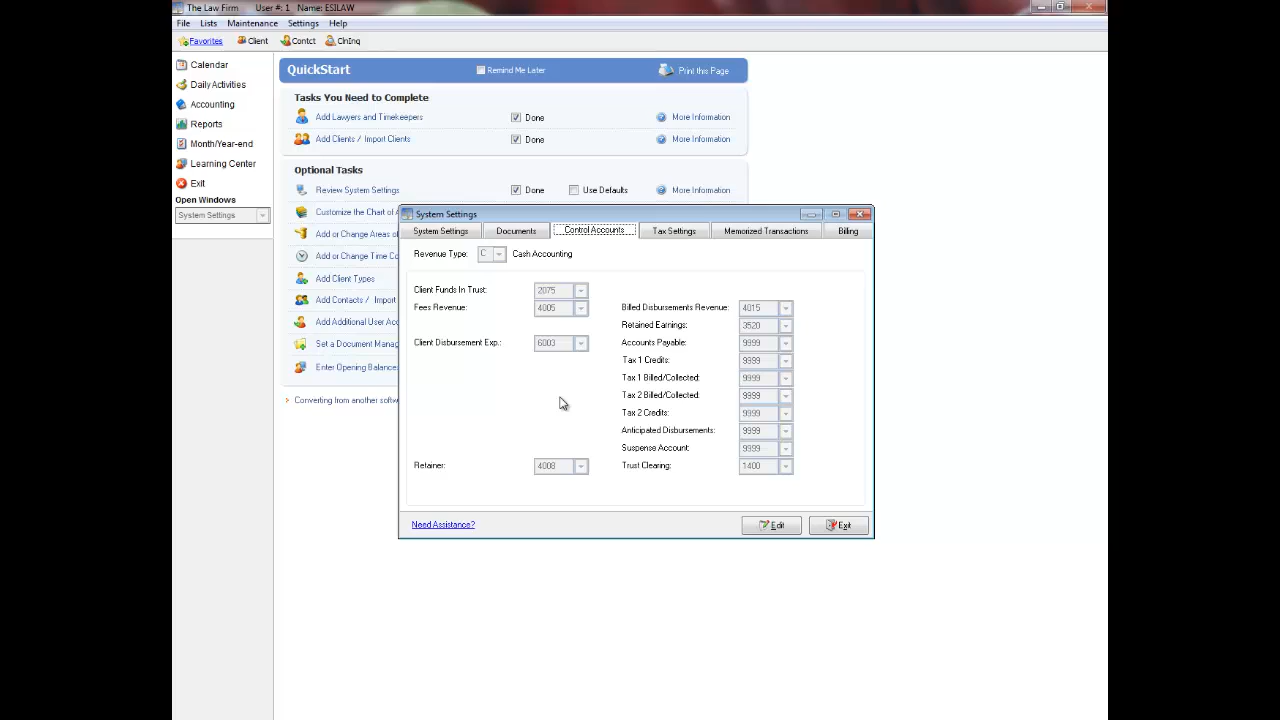 The Law Firm User #: 1 Name: ESILAW
File Lists Maintenance Settings Help
Favorites Client Contct ClnInq
Calendar
Daily Activities
Accounting
Reports
Month/Year-end
Learning Center
Exit
Open Windows
System Settings
QuickStart Remind Me Later Print this Page
Tasks You Need to Complete
Add Lawyers and Timekeepers Done More Information
Add Clients / Import Clients Done More Information
Optional Tasks
Review System Settings Done Use Defaults More Information
Customize the Chart of A
Add or Change Areas of
Add or Change Time Co
Add Client Types
Add Contacts / Import
Add Additional User Acc
Set a Document Manag
Enter Opening Balance
Converting from another softw
System Settings
System Settings Documents Control Accounts Tax Settings Memorized Transactions Billing
Revenue Type: C Cash Accounting
Client Funds In Trust: 2075
Fees Revenue: 4005 Billed Disbursements Revenue: 4015
Retained Earnings: 3520
Client Disbursement Exp.: 6003 Accounts Payable: 9999
Tax 1 Credits: 9999
Tax 1 Billed/Collected: 9999
Tax 2 Billed/Collected: 9999
Tax 2 Credits: 9999
Anticipated Disbursements: 9999
Suspense Account: 9999
Retainer: 4008 Trust Clearing: 1400
Need Assistance? Edit Exit